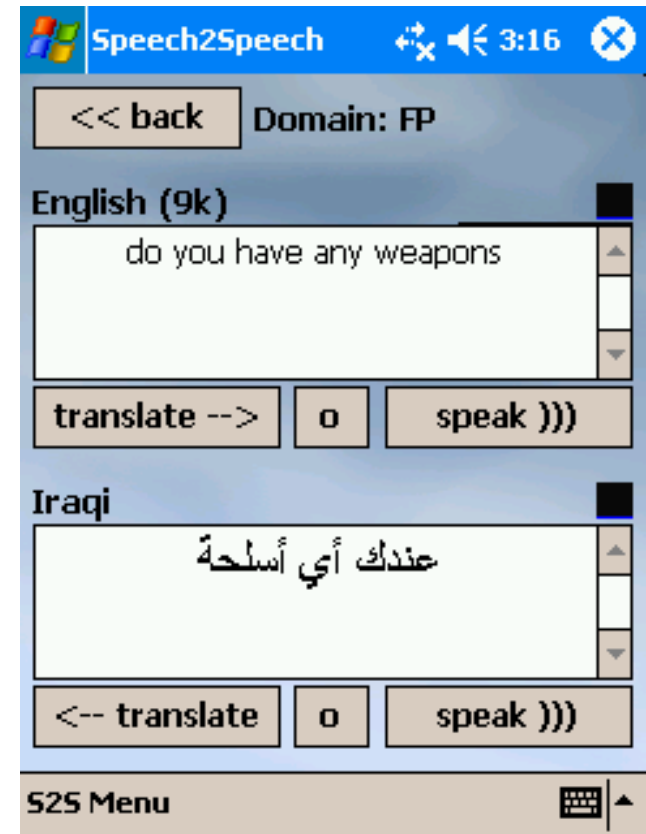 Speech2Speech 3:16
<< back Domain: FP
English (9k)
do you have any weapons
translate --> o speak )))
Iraqi
عندك أي أسلحة
<-- translate o speak )))
S2S Menu